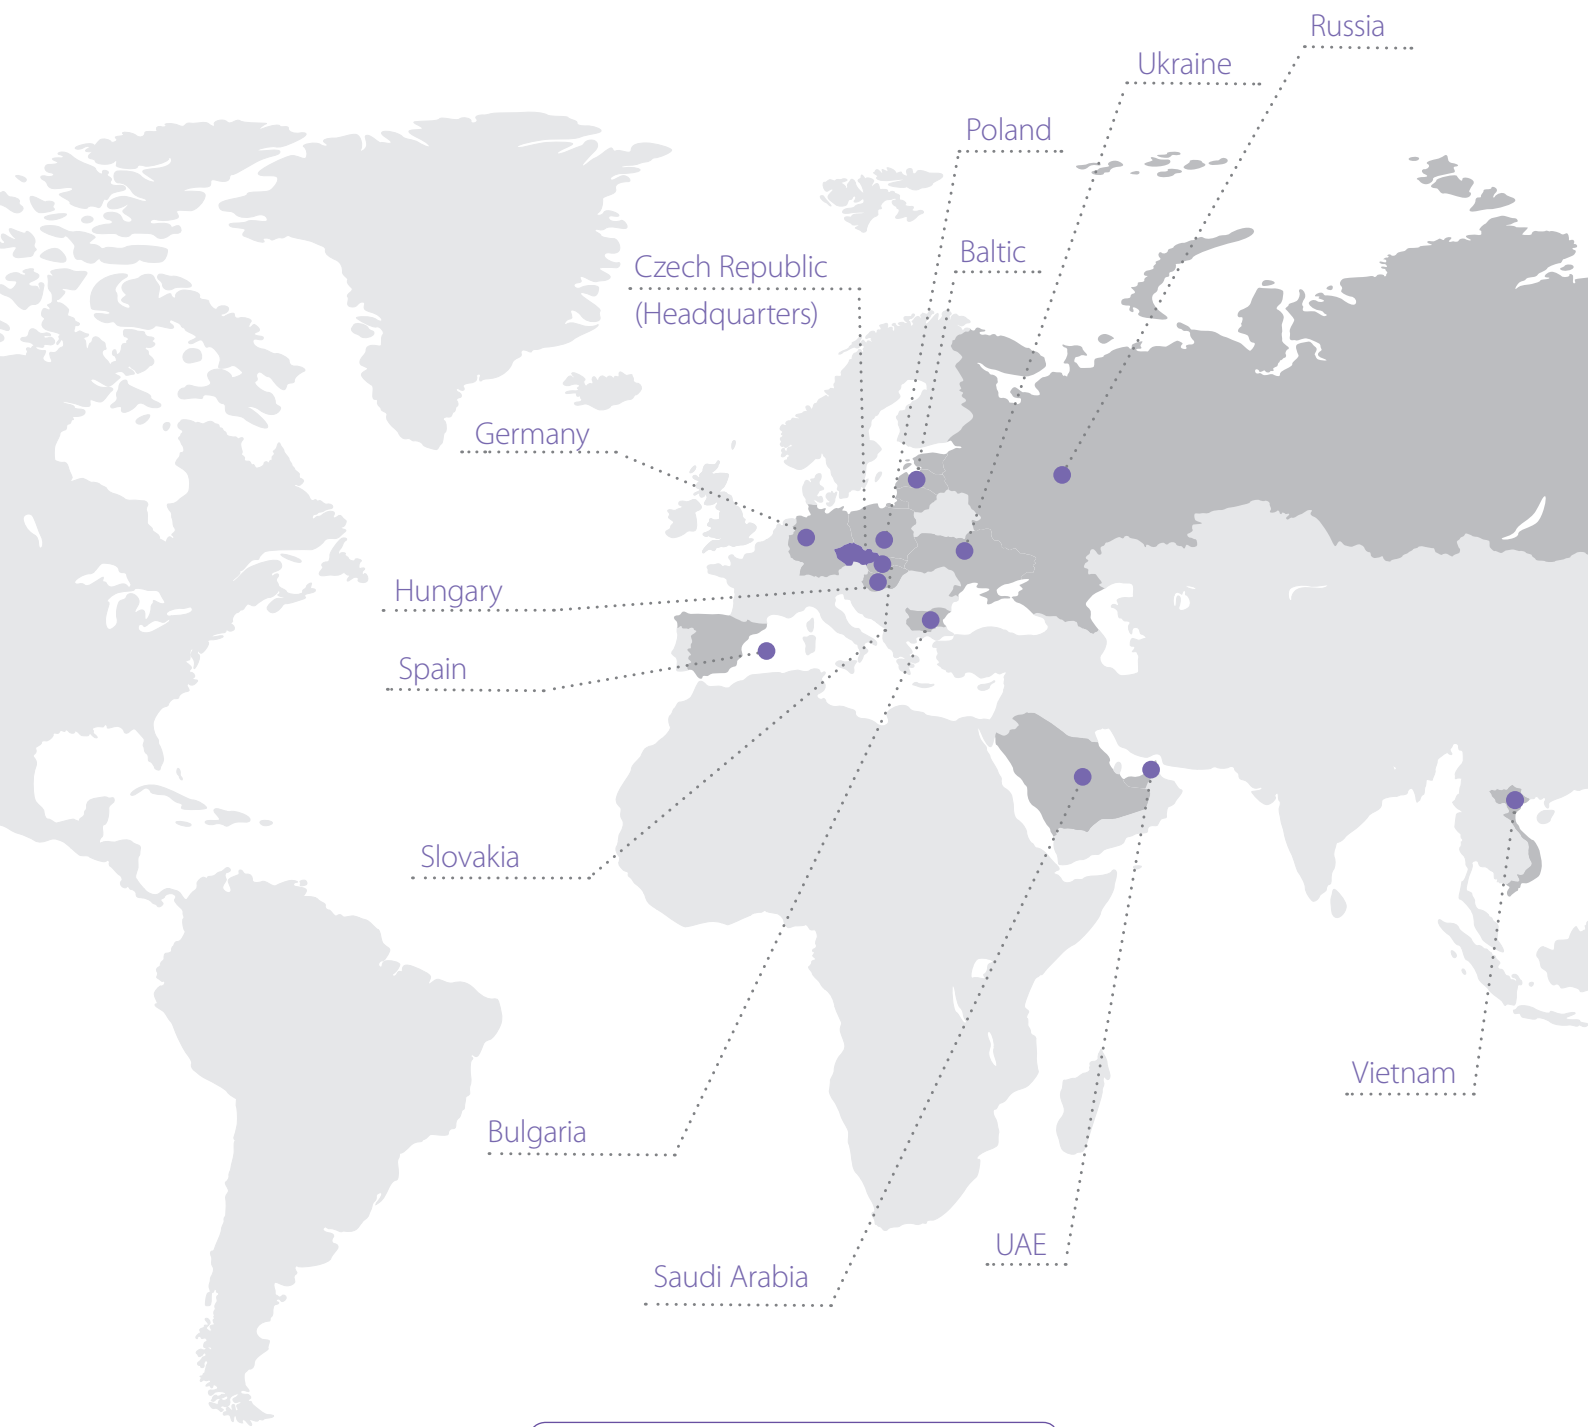 Russia
Ukraine
Poland
Baltic
Czech Republic
(Headquarters)
Germany
Hungary
Spain
Slovakia
Vietnam
Bulgaria
UAE
Saudi Arabia